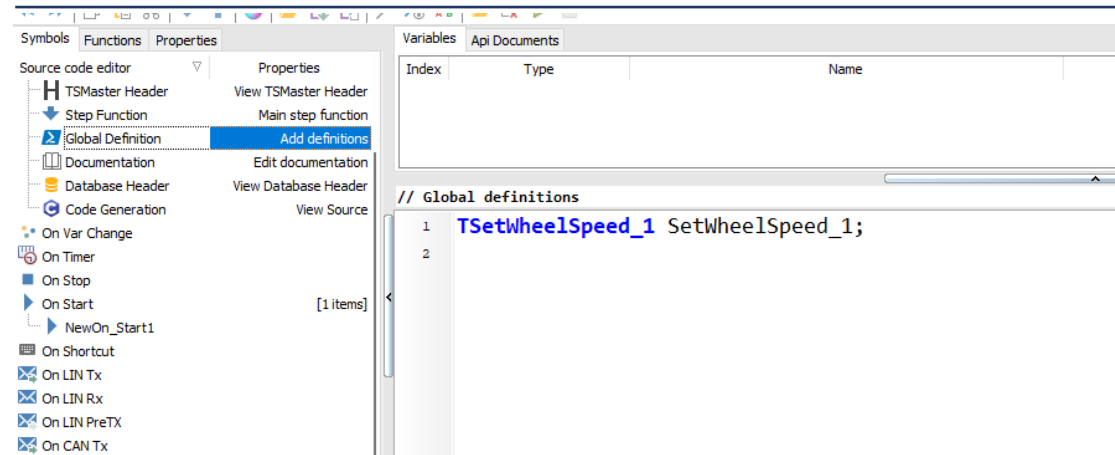 Symbols Functions Properties
Source code editor Properties
TSMaster Header View TSMaster Header
Step Function Main step function
Global Definition Add definitions
Documentation Edit documentation
Database Header View Database Header
Code Generation View Source
On Var Change
On Timer
On Stop
On Start [1 items]
NewOn_Start1
On Shortcut
On LIN Tx
On LIN Rx
On LIN PreTX
On CAN Tx
Variables Api Documents
Index Type Name
// Global definitions
1 TSetWheelSpeed_1 SetWheelSpeed_1;
2